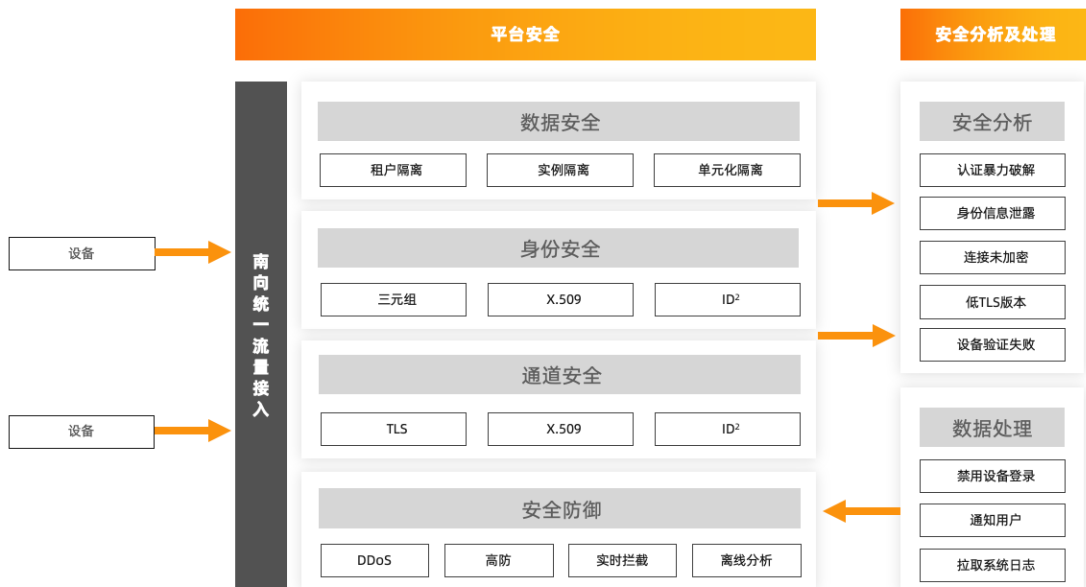 平台安全
安全分析及处理
设备
设备
南向统一流量接入
数据安全
租户隔离
实例隔离
单元化隔离
身份安全
三元组
X.509
ID²
通道安全
TLS
X.509
ID²
安全防御
DDoS
高防
实时拦截
离线分析
安全分析
认证暴力破解
身份信息泄露
连接未加密
低TLS版本
设备验证失败
数据处理
禁用设备登录
通知用户
拉取系统日志